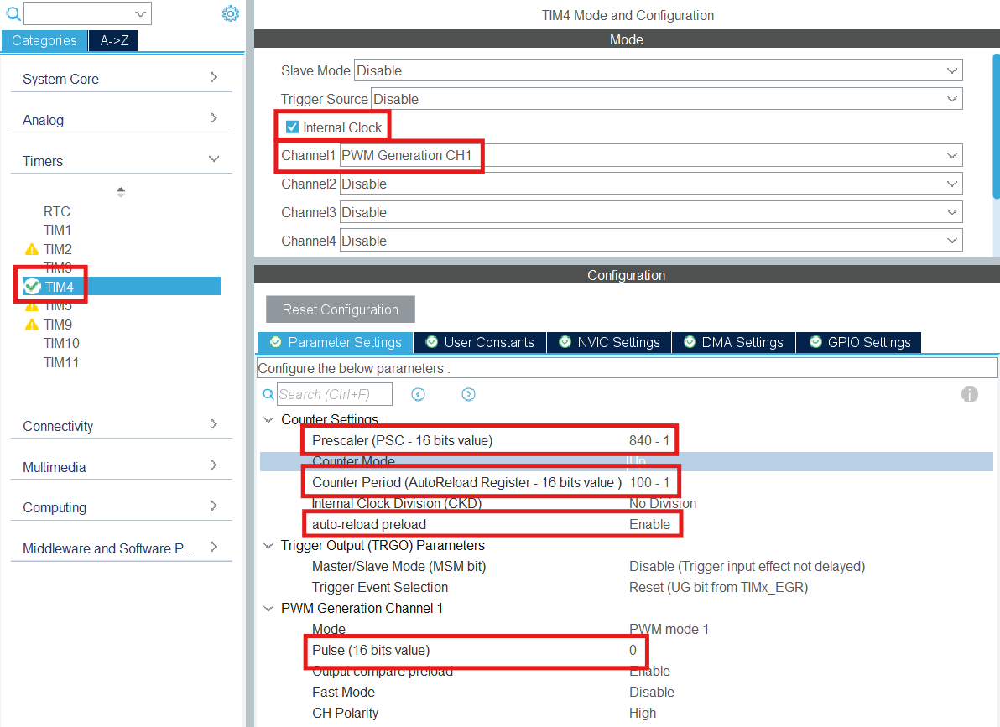 Categories A->Z
System Core
Analog
Timers
RTC
TIM1
TIM2
TIM3
TIM4
TIM5
TIM9
TIM10
TIM11
Connectivity
Multimedia
Computing
Middleware and Software P...
TIM4 Mode and Configuration
Mode
Slave Mode Disable
Trigger Source Disable
Internal Clock
Channel1 PWM Generation CH1
Channel2 Disable
Channel3 Disable
Channel4 Disable
Configuration
Reset Configuration
Parameter Settings User Constants NVIC Settings DMA Settings GPIO Settings
Configure the below parameters :
Search (Ctrl+F)
Counter Settings
Prescaler (PSC - 16 bits value) 840 - 1
Counter Mode Up
Counter Period (AutoReload Register - 16 bits value ) 100 - 1
Internal Clock Division (CKD) No Division
auto-reload preload Enable
Trigger Output (TRGO) Parameters
Master/Slave Mode (MSM bit) Disable (Trigger input effect not delayed)
Trigger Event Selection Reset (UG bit from TIMx_EGR)
PWM Generation Channel 1
Mode PWM mode 1
Pulse (16 bits value) 0
Output compare preload Enable
Fast Mode Disable
CH Polarity High